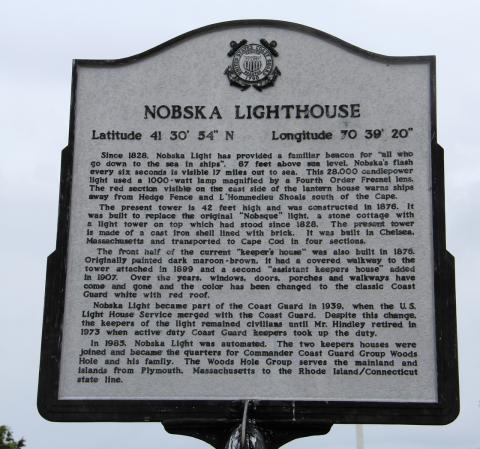 NOBSKA LIGHTHOUSE
Latitude 41 30' 54" N Longitude 70 39' 20"
Since 1828, Nobska Light has provided a familiar beacon for "all who
go down to the sea in ships". 87 feet above sea level, Nobska's flash
every six seconds is visible 17 miles out to sea. This 28,000 candlepower
light used a 1000-watt lamp magnified by a Fourth Order Fresnel lens.
The red section visible on the east side of the lantern house warns ships
away from Hedge Fence and L'Hommedieu Shoals south of the Cape.
The present tower is 42 feet high and was constructed in 1876. It
was built to replace the original "Nobsque" light, a stone cottage with
a light tower on top which had stood since 1828. The present tower
is made of a cast iron shell lined with brick. It was built in Chelsea,
Massachusetts and transported to Cape Cod in four sections.
The front half of the current "keeper's house" was also built in 1876.
Originally painted dark maroon-brown, it had a covered walkway to the
tower attached in 1899 and a second "assistant keepers house" added
in 1907. Over the years, windows, doors, porches and walkways have
come and gone and the color has been changed to the classic Coast
Guard white with red roof.
Nobska Light became part of the Coast Guard in 1939, when the U.S.
Light House Service merged with the Coast Guard. Despite this change,
the keepers of the light remained civilians until Mr. Hindley retired in
1973 when active duty Coast Guard keepers took up the duty.
In 1985, Nobska Light was automated. The two keepers houses were
joined and became the quarters for Commander Coast Guard Group Woods
Hole and his family. The Woods Hole Group serves the mainland and
islands from Plymouth, Massachusetts to the Rhode Island/Connecticut
state line.